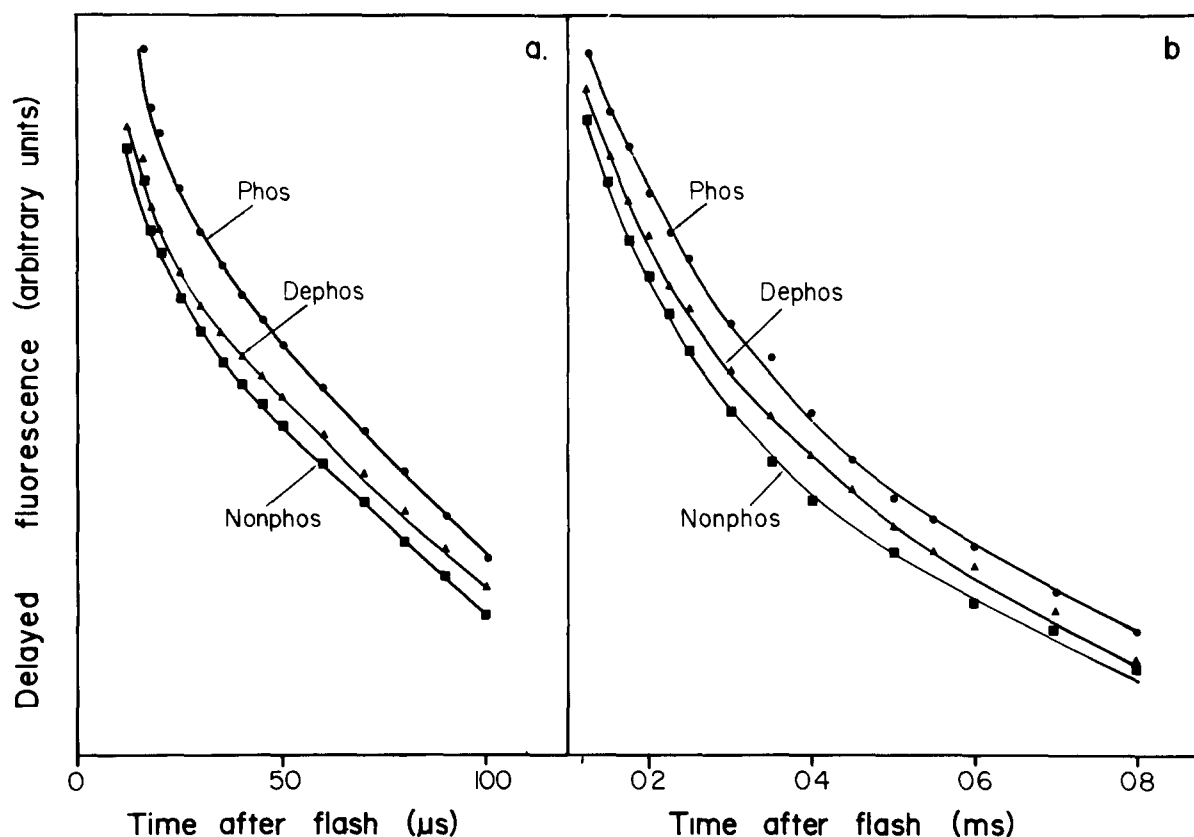 a.
b
Phos
Phos
Dephos
Dephos
Nonphos
Nonphos
Delayed fluorescence (arbitrary units)
0
50
100
02
04
06
08
Time after flash (μs)
Time after flash (ms)